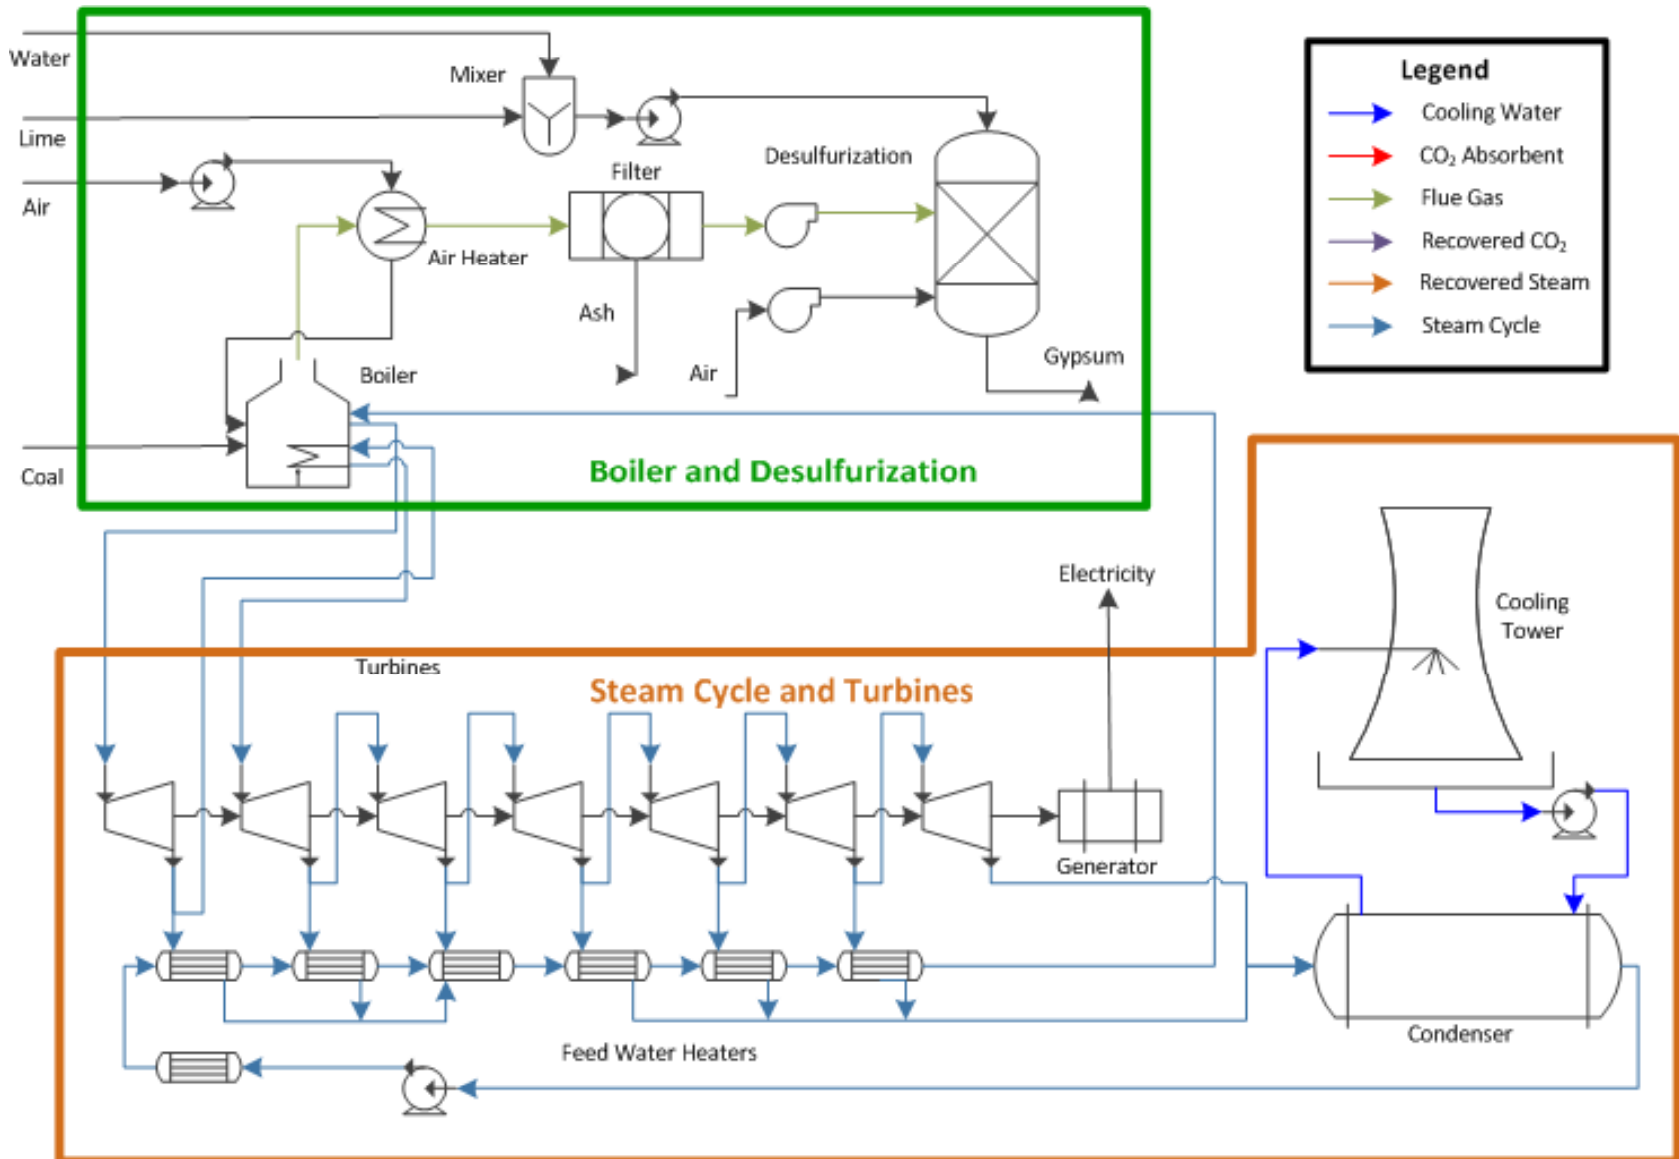 Water
Mixer
Lime
Air
Filter
Desulfurization
Air Heater
Ash
Air
Gypsum
Boiler
Coal
Boiler and Desulfurization
Legend
Cooling Water
CO₂ Absorbent
Flue Gas
Recovered CO₂
Recovered Steam
Steam Cycle
Electricity
Cooling
Tower
Turbines
Steam Cycle and Turbines
Generator
Condenser
Feed Water Heaters